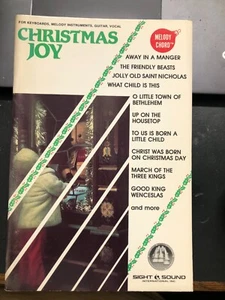 FOR KEYBOARDS, MELODY INSTRUMENTS, GUITAR, VOCAL
CHRISTMAS
JOY
MELODY
CHORD
AWAY IN A MANGER
THE FRIENDLY BEASTS
JOLLY OLD SAINT NICHOLAS
WHAT CHILD IS THIS
O LITTLE TOWN OF
BETHLEHEM
UP ON THE
HOUSETOP
TO US IS BORN A
LITTLE CHILD
CHRIST WAS BORN
ON CHRISTMAS DAY
MARCH OF THE
THREE KINGS
GOOD KING
WENCESLAS
and more
SIGHT & SOUND
INTERNATIONAL, INC.